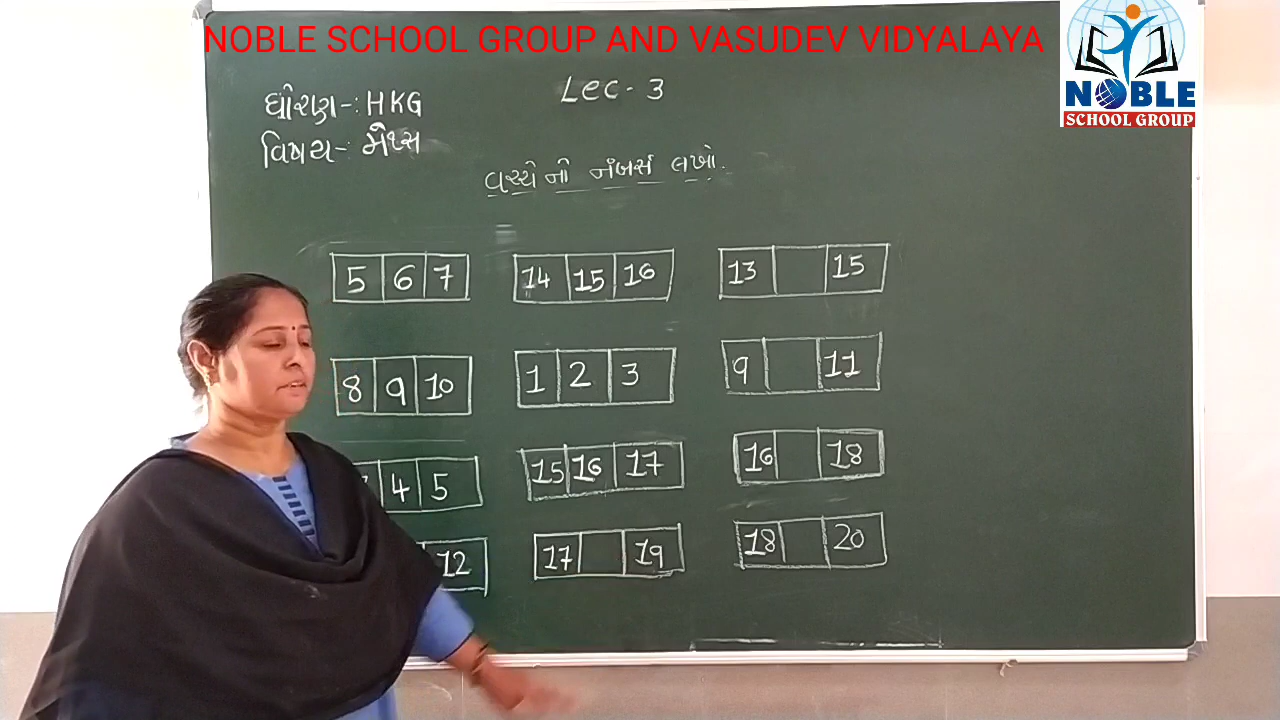 NOBLE SCHOOL GROUP AND VASUDEV VIDYALAYA
NOBLE
SCHOOL GROUP
Lec - 3
ધોરણ-: HKG
વિષય-: મેથ્સ
વચ્ચે નો નંબર્સ લખો.
5 6 7
14 15 16
13 15
8 9 10
1 2 3
9 11
4 5
15 16 17
16 18
12
17 19
18 20